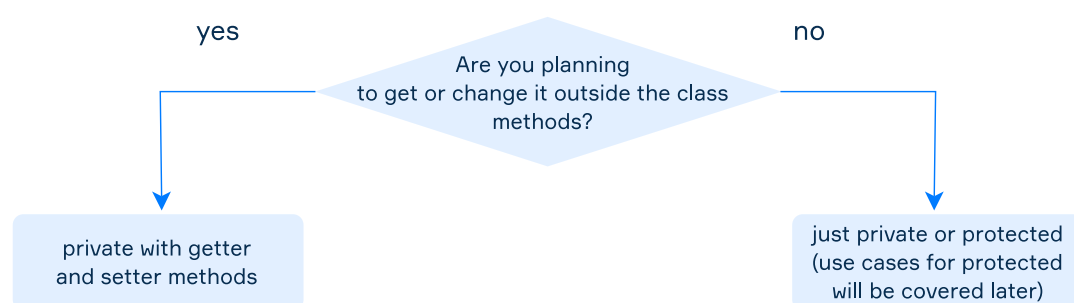 yes
no
Are you planning
to get or change it outside the class
methods?
private with getter
and setter methods
just private or protected
(use cases for protected
will be covered later)